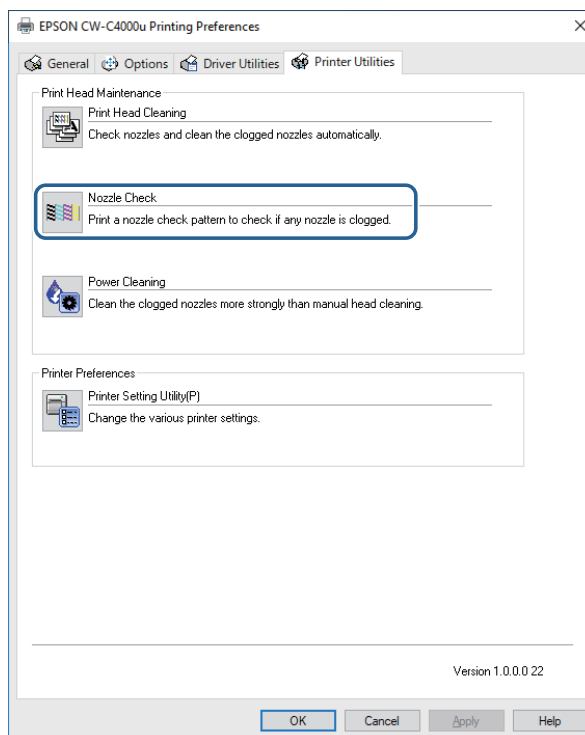 EPSON CW-C4000u Printing Preferences
General Options Driver Utilities Printer Utilities
Print Head Maintenance
Print Head Cleaning
Check nozzles and clean the clogged nozzles automatically.
Nozzle Check
Print a nozzle check pattern to check if any nozzle is clogged.
Power Cleaning
Clean the clogged nozzles more strongly than manual head cleaning.
Printer Preferences
Printer Setting Utility(P)
Change the various printer settings.
Version 1.0.0.0 22
OK Cancel Apply Help